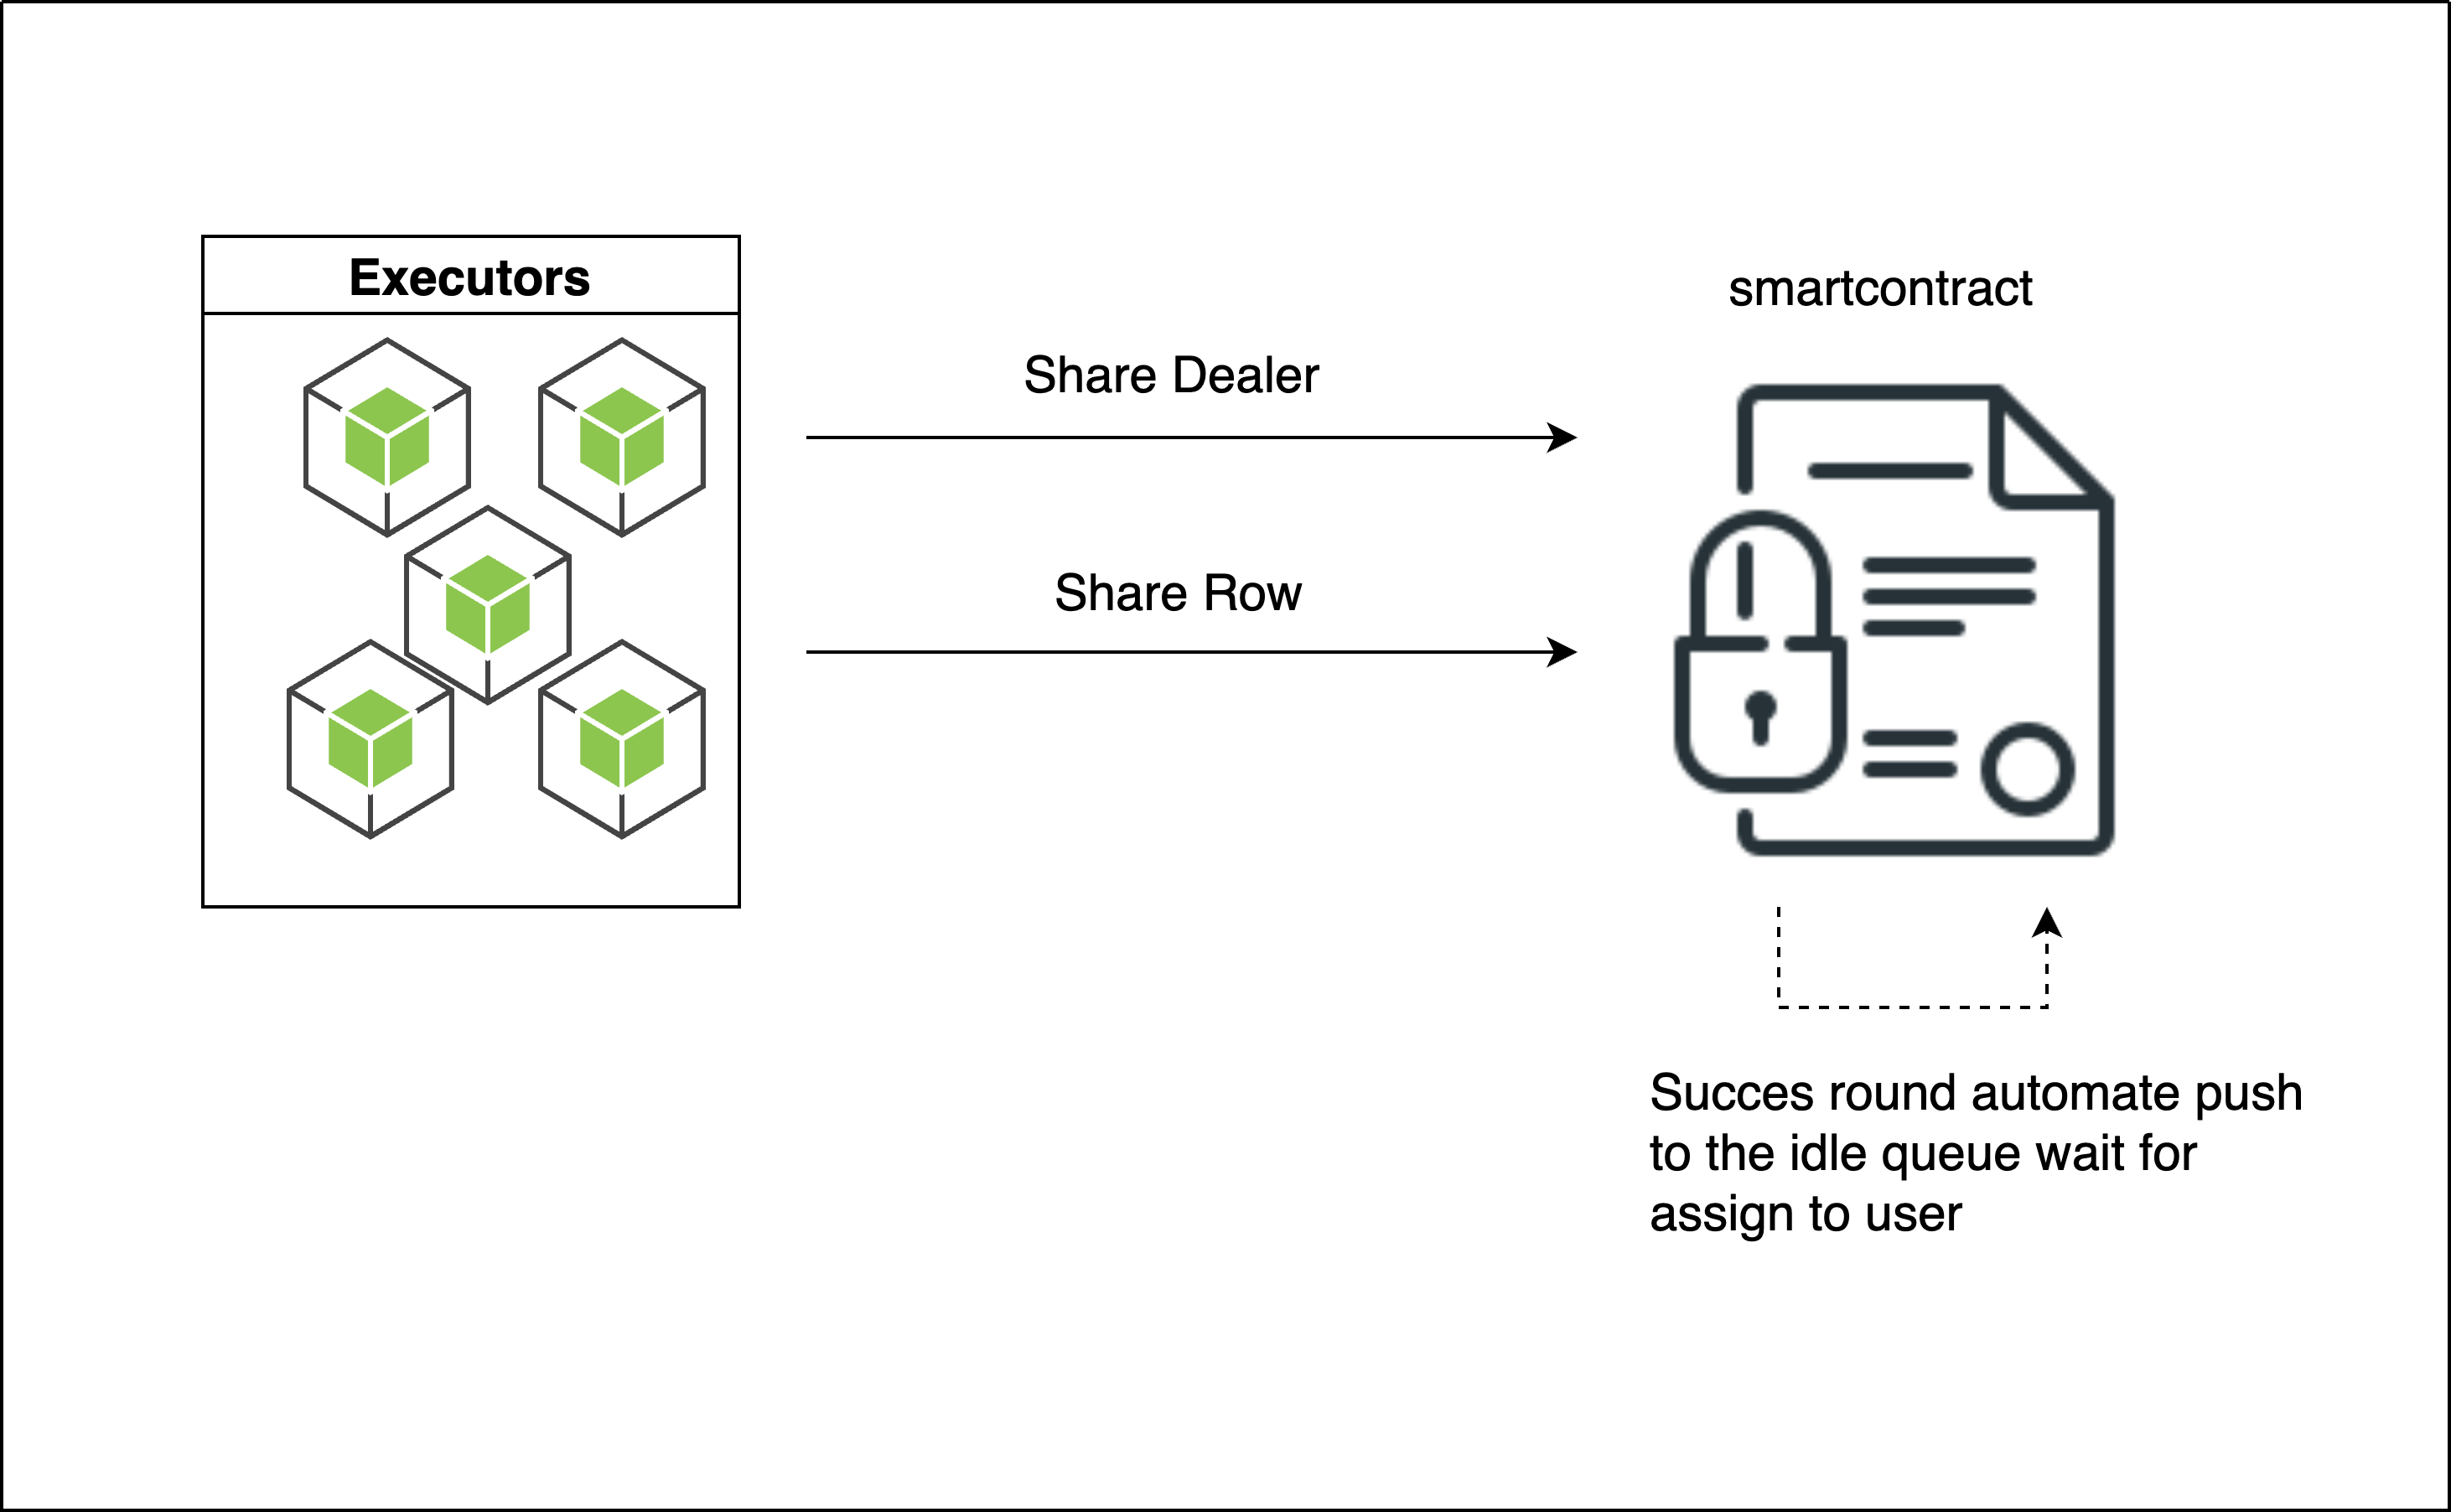 Executors
smartcontract
Share Dealer
Share Row
Succes round automate push
to the idle queue wait for
assign to user